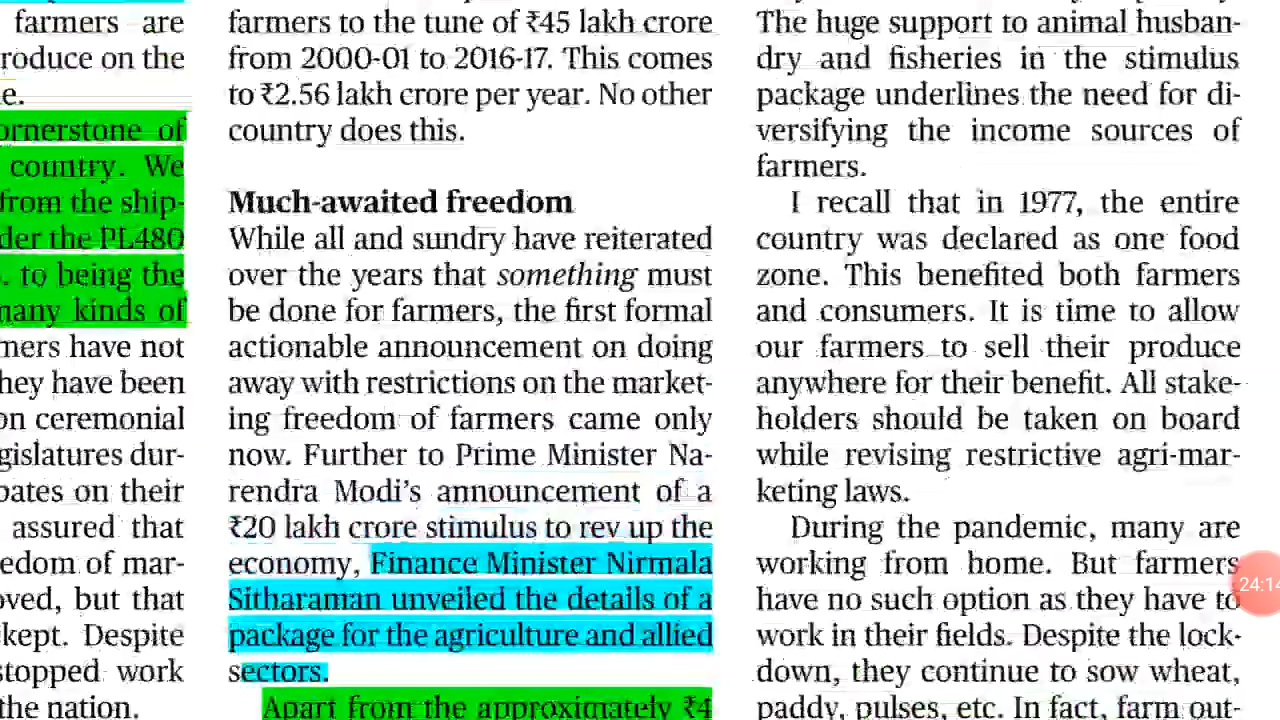 farmers are
roduce on the
e.
ornerstone of
country. We
from the ship-
der the PL480
. to being the
many kinds of
mers have not
hey have been
on ceremonial
gislatures dur-
bates on their
assured that
edom of mar-
oved, but that
kept. Despite
stopped work
the nation.
farmers to the tune of ₹45 lakh crore
from 2000-01 to 2016-17. This comes
to ₹2.56 lakh crore per year. No other
country does this.
Much-awaited freedom
While all and sundry have reiterated
over the years that something must
be done for farmers, the first formal
actionable announcement on doing
away with restrictions on the market-
ing freedom of farmers came only
now. Further to Prime Minister Na-
rendra Modi's announcement of a
₹20 lakh crore stimulus to rev up the
economy, Finance Minister Nirmala
Sitharaman unveiled the details of a
package for the agriculture and allied
sectors.
Apart from the approximately ₹4
The huge support to animal husban-
dry and fisheries in the stimulus
package underlines the need for di-
versifying the income sources of
farmers.
I recall that in 1977, the entire
country was declared as one food
zone. This benefited both farmers
and consumers. It is time to allow
our farmers to sell their produce
anywhere for their benefit. All stake-
holders should be taken on board
while revising restrictive agri-mar-
keting laws.
During the pandemic, many are
working from home. But farmers
have no such option as they have to
work in their fields. Despite the lock-
down, they continue to sow wheat,
paddy, pulses, etc. In fact, farm out-
24:14